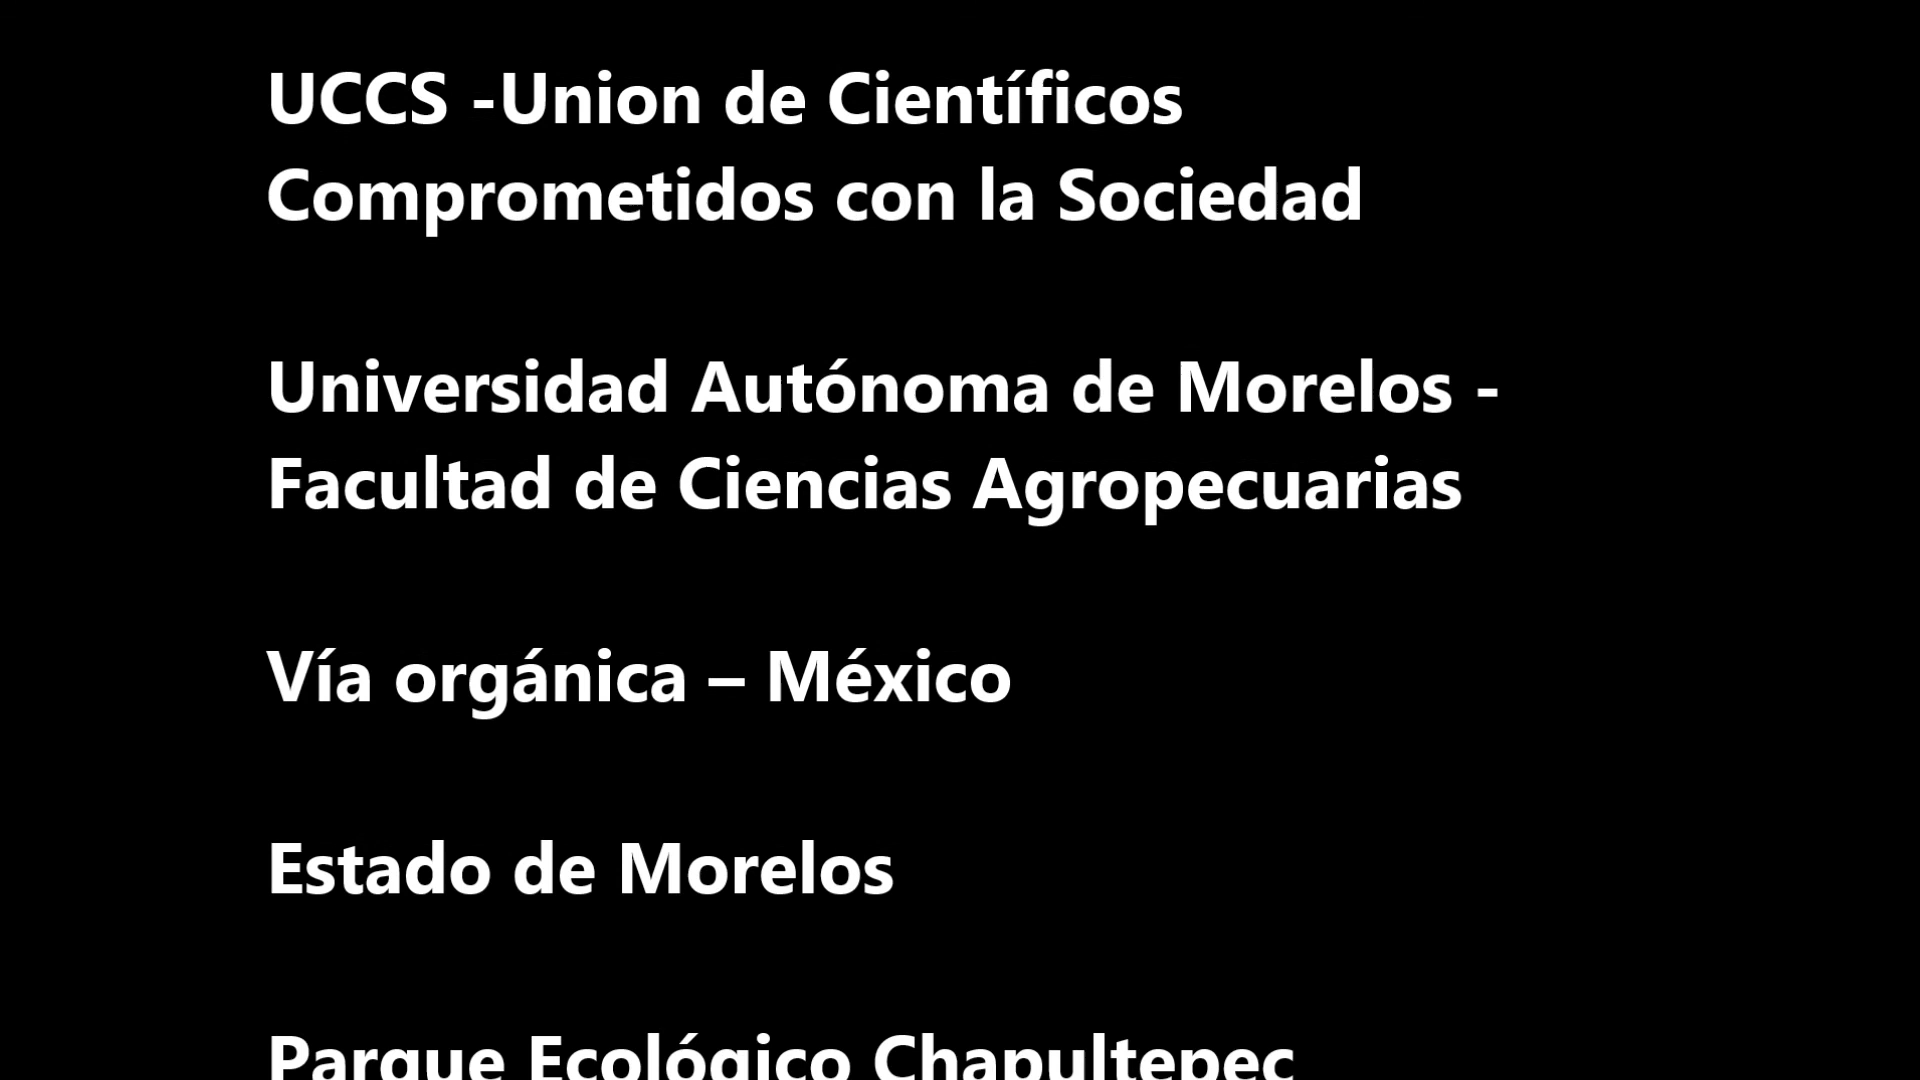 UCCS -Union de Científicos
Comprometidos con la Sociedad
Universidad Autónoma de Morelos -
Facultad de Ciencias Agropecuarias
Vía orgánica – México
Estado de Morelos
Parque Ecológico Chapultepec